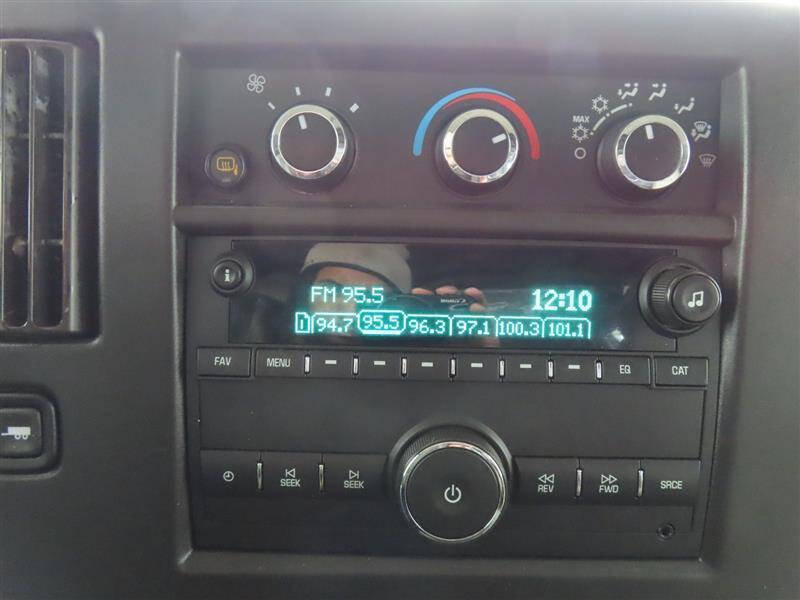 MAX
FM 95.5 12:10
1 94.7 95.5 96.3 97.1 100.3 101.1
FAV MENU EQ CAT
SEEK SEEK REV FWD SRCE